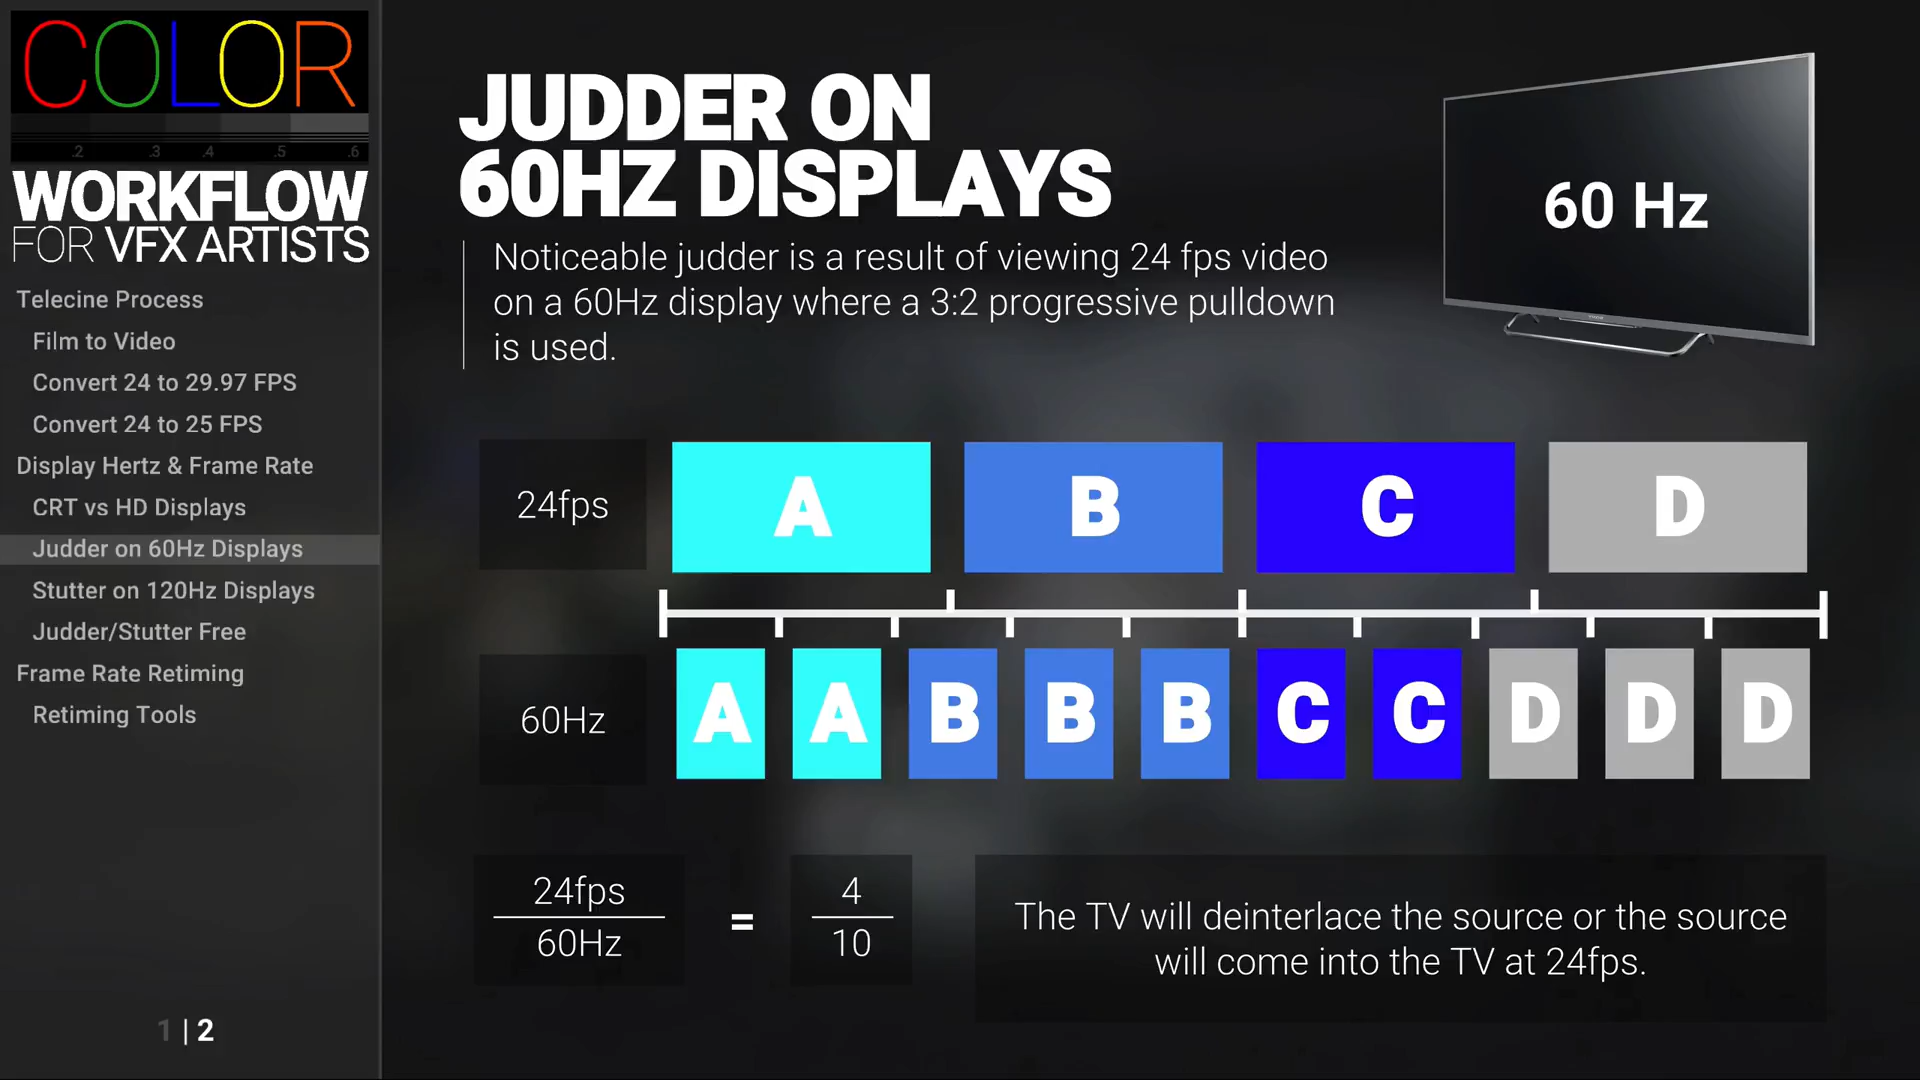 COLOR
.2 .3 .4 .5 .6
WORKFLOW
FOR VFX ARTISTS
Telecine Process
Film to Video
Convert 24 to 29.97 FPS
Convert 24 to 25 FPS
Display Hertz & Frame Rate
CRT vs HD Displays
Judder on 60Hz Displays
Stutter on 120Hz Displays
Judder/Stutter Free
Frame Rate Retiming
Retiming Tools
1 | 2
JUDDER ON
60HZ DISPLAYS
Noticeable judder is a result of viewing 24 fps video
on a 60Hz display where a 3:2 progressive pulldown
is used.
60 Hz
24fps A B C D
60Hz A A B B B C C D D D
24fps
60Hz
=
4
10
The TV will deinterlace the source or the source
will come into the TV at 24fps.